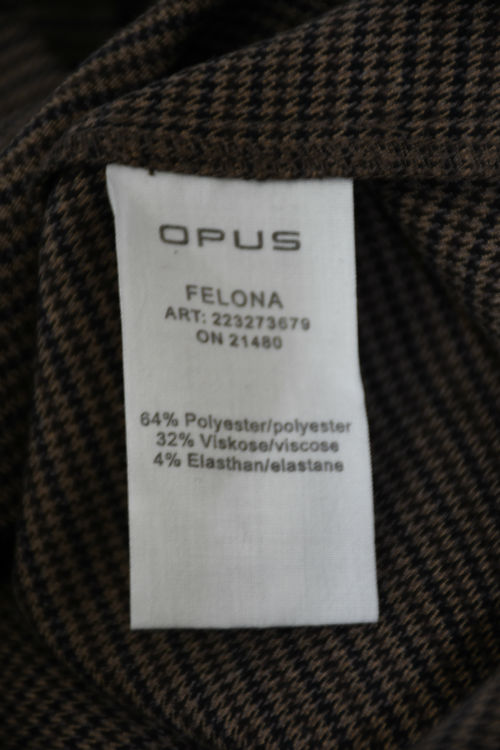 OPUS
FELONA
ART: 223273679
ON 21480
64% Polyester/polyester
32% Viskose/viscose
4% Elasthan/elastane